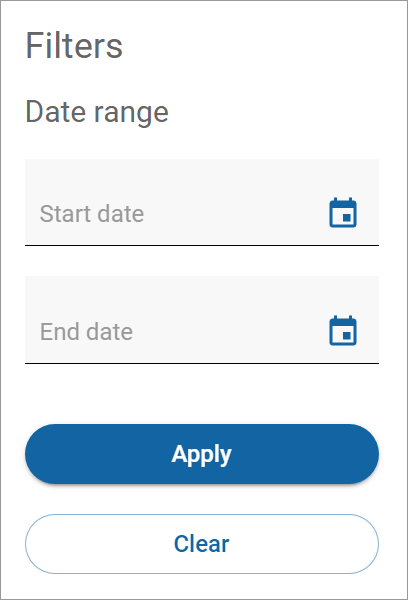 Filters
Date range
Start date
End date
Apply
Clear